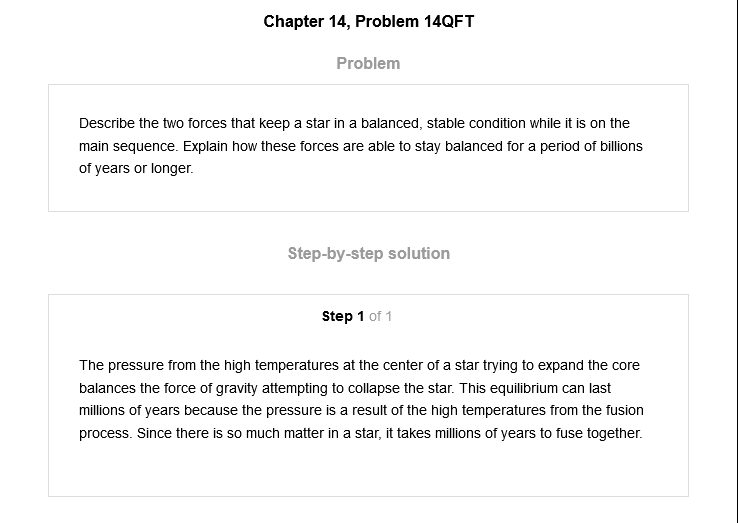 Chapter 14, Problem 14QFT
Problem
Describe the two forces that keep a star in a balanced, stable condition while it is on the
main sequence. Explain how these forces are able to stay balanced for a period of billions
of years or longer.
Step-by-step solution
Step 1 of 1
The pressure from the high temperatures at the center of a star trying to expand the core
balances the force of gravity attempting to collapse the star. This equilibrium can last
millions of years because the pressure is a result of the high temperatures from the fusion
process. Since there is so much matter in a star, it takes millions of years to fuse together.